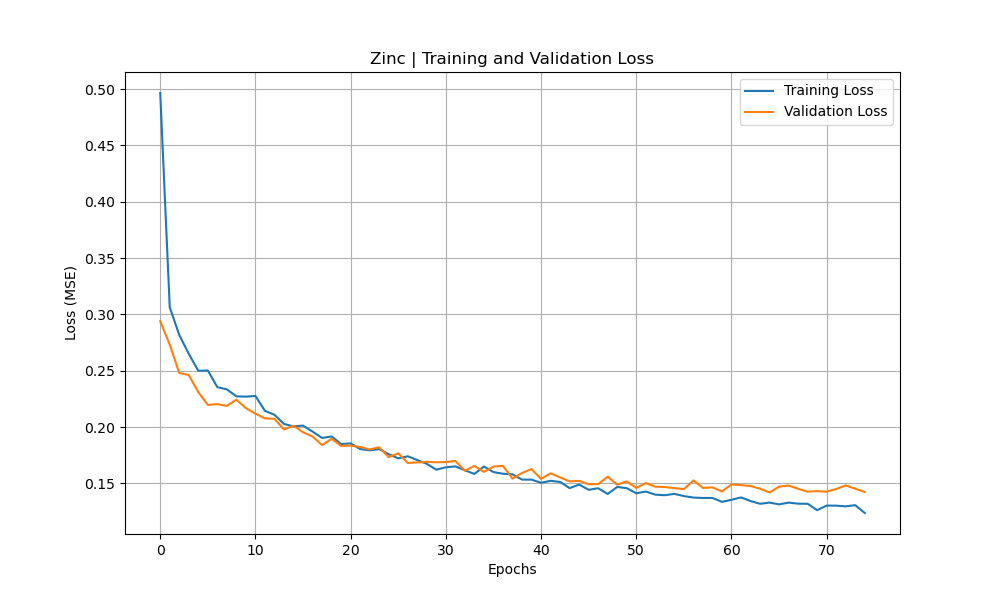 Zinc | Training and Validation Loss
Training Loss
Validation Loss
Loss (MSE)
0.50
0.45
0.40
0.35
0.30
0.25
0.20
0.15
0 10 20 30 40 50 60 70
Epochs